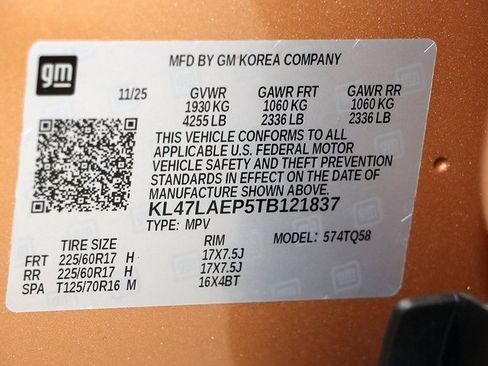 gm
MFD BY GM KOREA COMPANY
11/25 GVWR GAWR FRT GAWR RR
1930 KG 1060 KG 1060 KG
4255 LB 2336 LB 2336 LB
THIS VEHICLE CONFORMS TO ALL
APPLICABLE U.S. FEDERAL MOTOR
VEHICLE SAFETY AND THEFT PREVENTION
STANDARDS IN EFFECT ON THE DATE OF
MANUFACTURE SHOWN ABOVE.
KL47LAEP5TB121837
TYPE: MPV
TIRE SIZE RIM MODEL: 574TQ58
FRT 225/60R17 H 17X7.5J
RR 225/60R17 H 17X7.5J
SPA T125/70R16 M 16X4BT